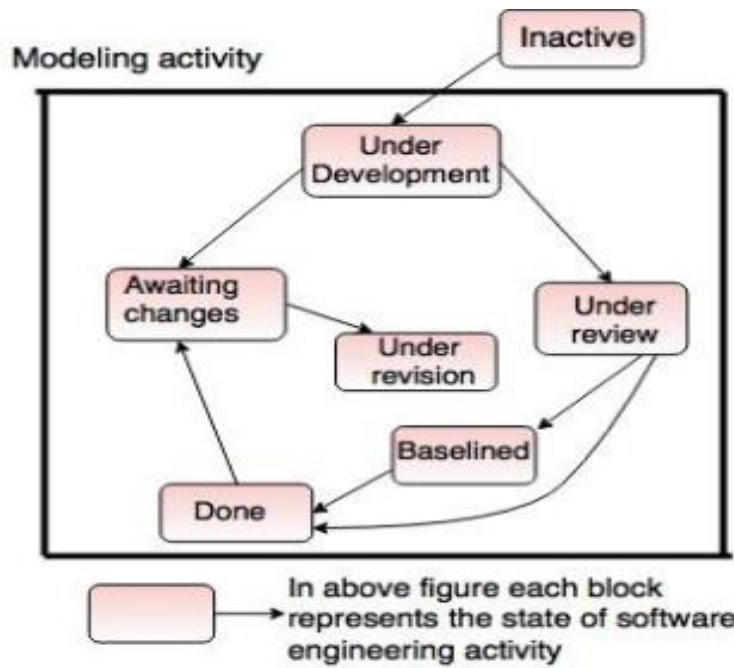 Inactive
Modeling activity
Under
Development
Awaiting
changes
Under
review
Under
revision
Baselined
Done
In above figure each block
represents the state of software
engineering activity